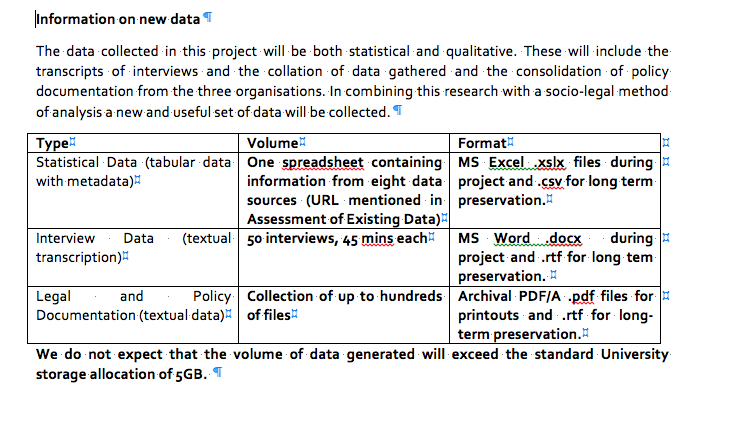 Information on new data ¶
The data collected in this project will be both statistical and qualitative. These will include the
transcripts of interviews and the collation of data gathered and the consolidation of policy
documentation from the three organisations. In combining this research with a socio-legal method
of analysis a new and useful set of data will be collected. ¶
Type¤ Volume¤ Format¤ ¤
Statistical Data (tabular data One spreadsheet containing MS Excel .xslx files during ¤
with metadata)¤ information from eight data project and .csv for long term
sources (URL mentioned in preservation.¤
Assessment of Existing Data)¤
Interview Data (textual 50 interviews, 45 mins each¤ MS Word .docx during ¤
transcription)¤ project and .rtf for long tem
preservation. ¤
Legal and Policy Collection of up to hundreds Archival PDF/A .pdf files for ¤
Documentation (textual data)¤ of files¤ printouts and .rtf for long-
term preservation.¤
We do not expect that the volume of data generated will exceed the standard University
storage allocation of 5GB. ¶